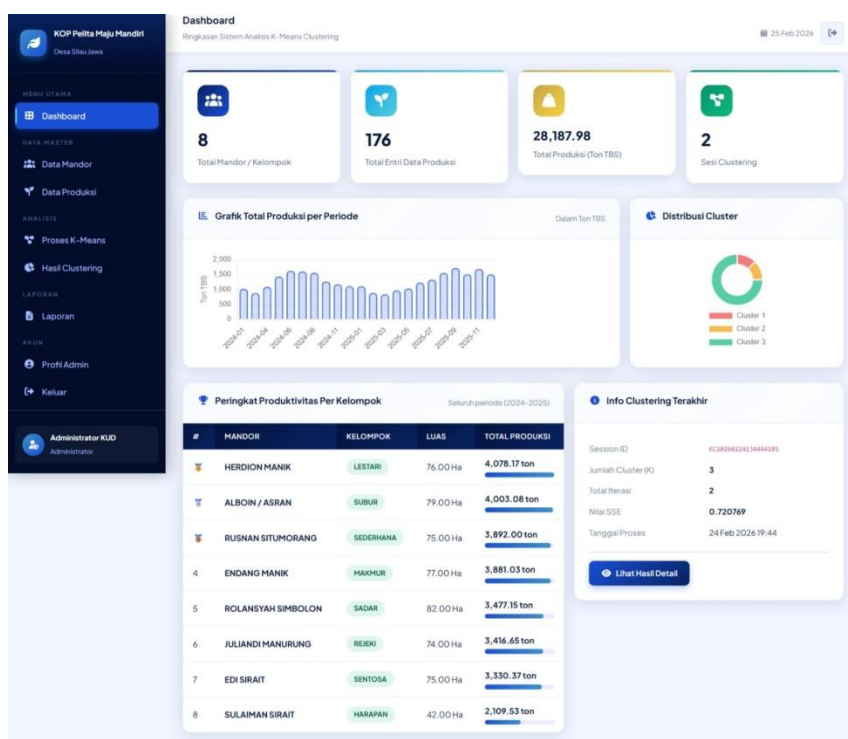 KOP Pelita Maju Mandiri
Desa Silau Jawa
MENU UTAMA
Dashboard
DATA MASTER
Data Mandor
Data Produksi
ANALISIS
Proses K-Means
Hasil Clustering
LAPORAN
Laporan
AKUN
Profil Admin
Keluar
Administrator KUD
Administrator
Dashboard
Ringkasan Sistem Analisis K-Means Clustering
25 Feb 2026
8
Total Mandor / Kelompok
176
Total Entri Data Produksi
28,187.98
Total Produksi (Ton TBS)
2
Sesi Clustering
Grafik Total Produksi per Periode
Dalam Ton TBS
Ton TBS
2,000
1,500
1,000
500
0
2024-01 2024-04 2024-06 2024-08 2024-11 2025-01 2025-03 2025-05 2025-07 2025-09 2025-11
Distribusi Cluster
Cluster 1
Cluster 2
Cluster 3
Peringkat Produktivitas Per Kelompok
Seluruh periode (2024-2025)
# MANDOR KELOMPOK LUAS TOTAL PRODUKSI
HERDION MANIK LESTARI 76.00 Ha 4,078.17 ton
ALBOIN / ASRAN SUBUR 79.00 Ha 4,003.08 ton
RUSNAN SITUMORANG SEDERHANA 75.00 Ha 3,892.00 ton
4 ENDANG MANIK MAKMUR 77.00 Ha 3,881.03 ton
5 ROLANSYAH SIMBOLON SADAR 82.00 Ha 3,477.15 ton
6 JULIANDI MANURUNG REJEKI 74.00 Ha 3,416.65 ton
7 EDI SIRAIT SENTOSA 75.00 Ha 3,330.37 ton
8 SULAIMAN SIRAIT HARAPAN 42.00 Ha 2,109.53 ton
Info Clustering Terakhir
Session ID KC20260224134444185
Jumlah Cluster (K) 3
Total Iterasi 2
Nilai SSE 0.720769
Tanggal Proses 24 Feb 2026 19:44
Lihat Hasil Detail